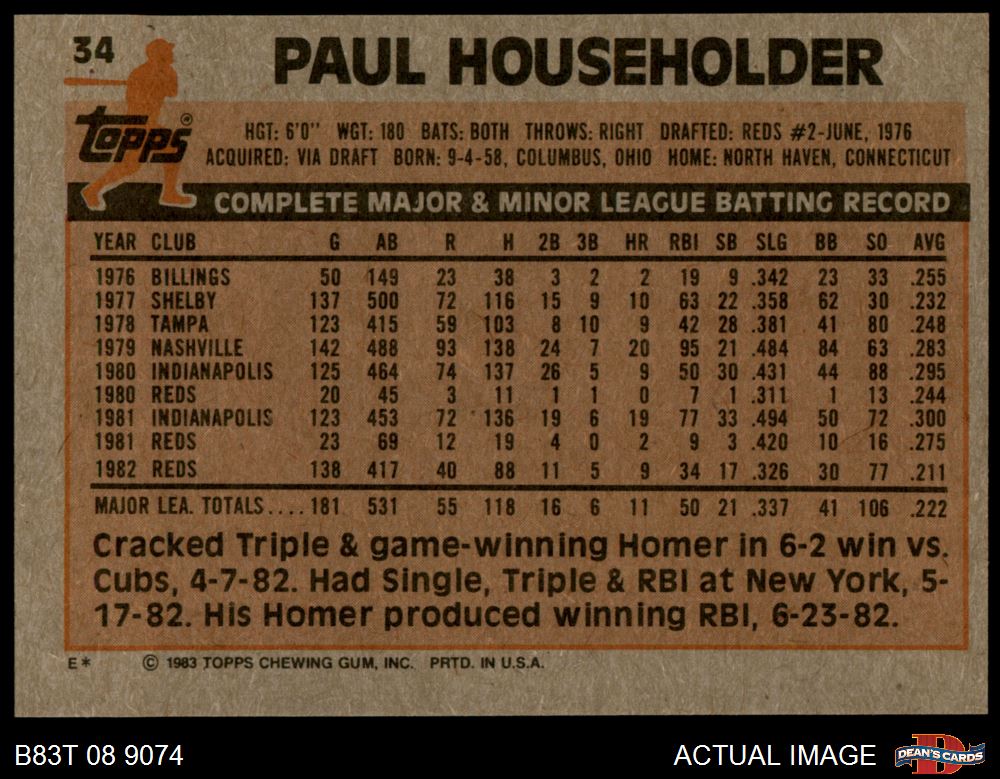 34 PAUL HOUSEHOLDER
Topps®
HGT: 6'0" WGT: 180 BATS: BOTH THROWS: RIGHT DRAFTED: REDS #2-JUNE, 1976
ACQUIRED: VIA DRAFT BORN: 9-4-58, COLUMBUS, OHIO HOME: NORTH HAVEN, CONNECTICUT
COMPLETE MAJOR & MINOR LEAGUE BATTING RECORD
YEAR CLUB G AB R H 2B 3B HR RBI SB SLG BB SO AVG
1976 BILLINGS 50 149 23 38 3 2 2 19 9 .342 23 33 .255
1977 SHELBY 137 500 72 116 15 9 10 63 22 .358 62 30 .232
1978 TAMPA 123 415 59 103 8 10 9 42 28 .381 41 80 .248
1979 NASHVILLE 142 488 93 138 24 7 20 95 21 .484 84 63 .283
1980 INDIANAPOLIS 125 464 74 137 26 5 9 50 30 .431 44 88 .295
1980 REDS 20 45 3 11 1 1 0 7 1 .311 1 13 .244
1981 INDIANAPOLIS 123 453 72 136 19 6 19 77 33 .494 50 72 .300
1981 REDS 23 69 12 19 4 0 2 9 3 .420 10 16 .275
1982 REDS 138 417 40 88 11 5 9 34 17 .326 30 77 .211
MAJOR LEA. TOTALS.... 181 531 55 118 16 6 11 50 21 .337 41 106 .222
Cracked Triple & game-winning Homer in 6-2 win vs.
Cubs, 4-7-82. Had Single, Triple & RBI at New York, 5-
17-82. His Homer produced winning RBI, 6-23-82.
E* © 1983 TOPPS CHEWING GUM, INC. PRTD. IN U.S.A.
B83T 08 9074 ACTUAL IMAGE DEAN'S CARDS